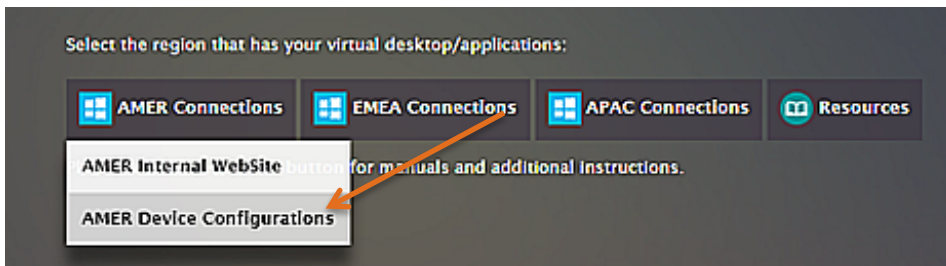 Select the region that has your virtual desktop/applications:
AMER Connections EMEA Connections APAC Connections Resources
AMER Internal WebSite
button for manuals and additional instructions.
AMER Device Configurations